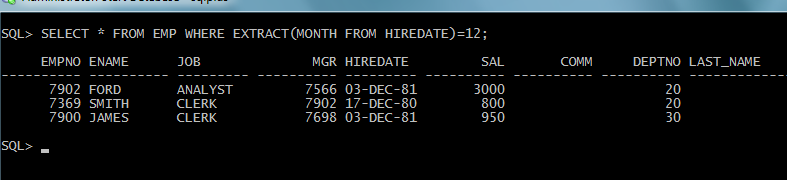 SQL> SELECT * FROM EMP WHERE EXTRACT(MONTH FROM HIREDATE)=12;
EMPNO ENAME JOB MGR HIREDATE SAL COMM DEPTNO LAST_NAME
---------- ---------- --------- ---------- --------- ---------- ---------- ---------- ----------
7902 FORD ANALYST 7566 03-DEC-81 3000 20
7369 SMITH CLERK 7902 17-DEC-80 800 20
7900 JAMES CLERK 7698 03-DEC-81 950 30
SQL> _